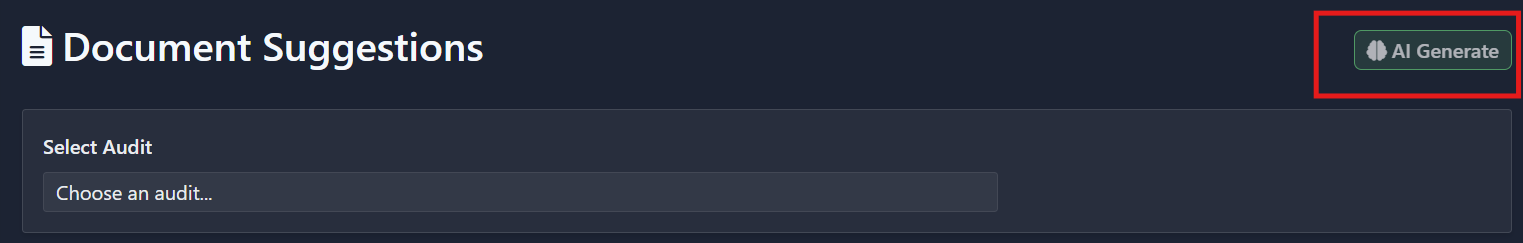 Document Suggestions
AI Generate
Select Audit
Choose an audit...